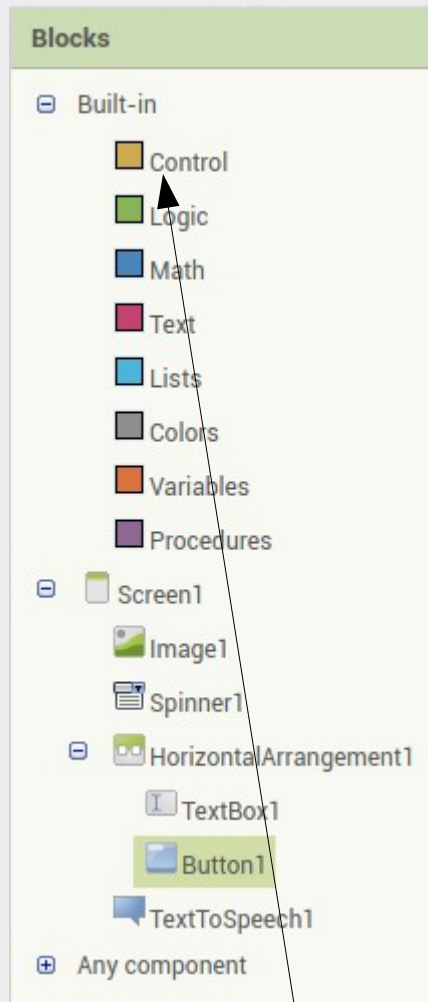 Blocks
Built-in
Control
Logic
Math
Text
Lists
Colors
Variables
Procedures
Screen1
Image1
Spinner1
HorizontalArrangement1
TextBox1
Button1
TextToSpeech1
Any component